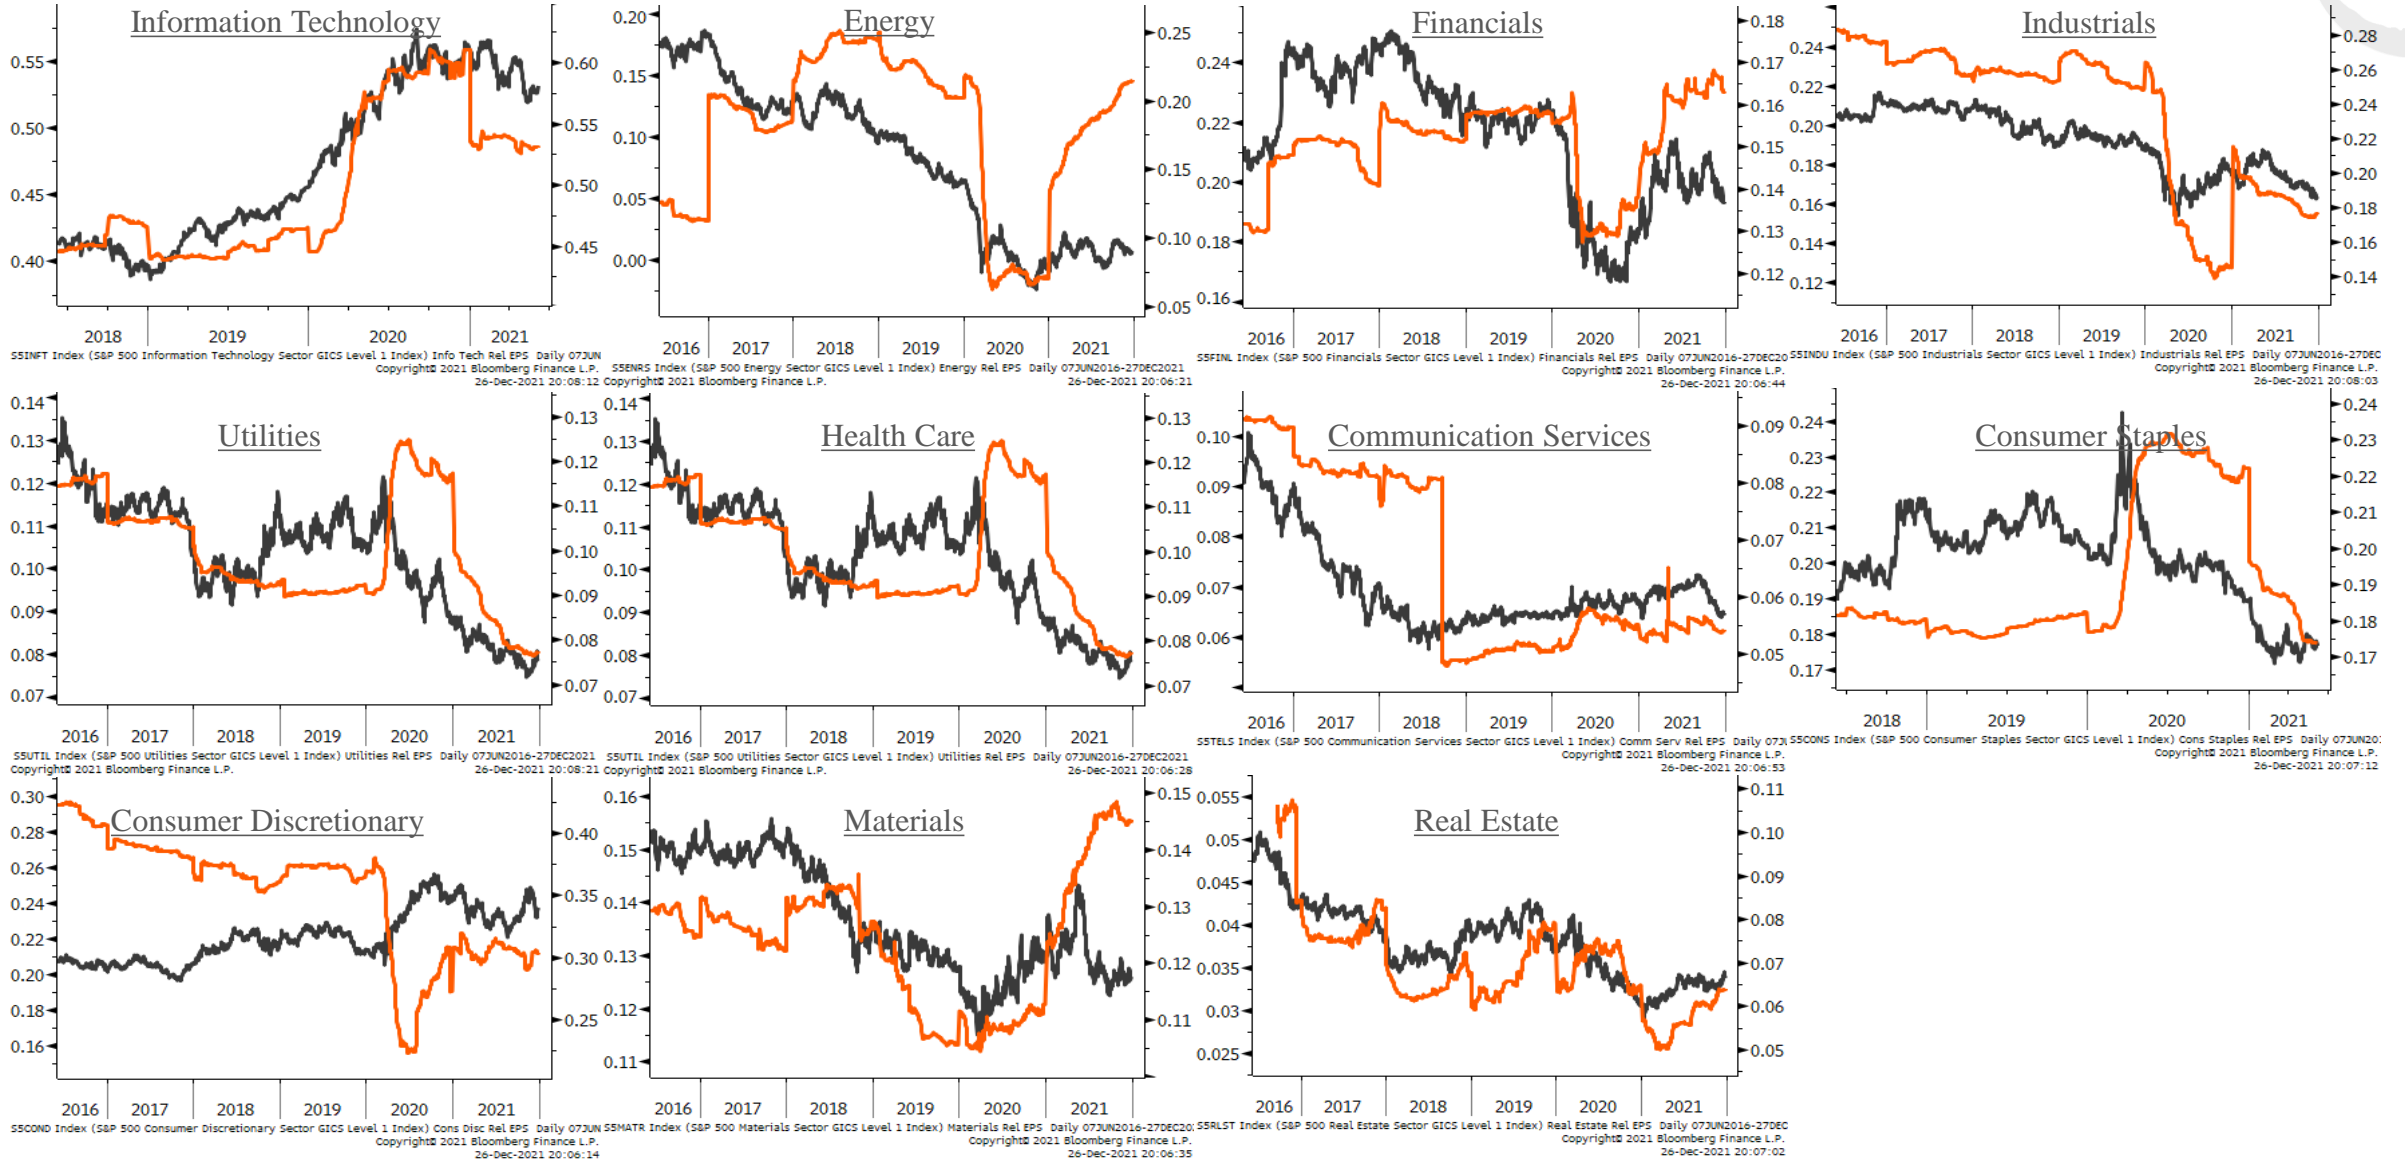 Information Technology
0.55
0.50
0.45
0.40
0.60
0.55
0.50
0.45
2018 2019 2020 2021
S5INFT Index (S&P 500 Information Technology Sector GICS Level 1 Index) Info Tech Rel EPS Daily 07JUN
Copyright© 2021 Bloomberg Finance L.P.
26-Dec-2021 20:08:12
Energy
0.20
0.15
0.10
0.05
0.00
0.25
0.20
0.15
0.10
0.05
2016 2017 2018 2019 2020 2021
S5ENRS Index (S&P 500 Energy Sector GICS Level 1 Index) Energy Rel EPS Daily 07JUN2016-27DEC2021
Copyright© 2021 Bloomberg Finance L.P.
26-Dec-2021 20:06:21
Financials
0.24
0.22
0.20
0.18
0.16
0.18
0.17
0.16
0.15
0.14
0.13
0.12
2016 2017 2018 2019 2020 2021
S5FINL Index (S&P 500 Financials Sector GICS Level 1 Index) Financials Rel EPS Daily 07JUN2016-27DEC20
Copyright© 2021 Bloomberg Finance L.P.
26-Dec-2021 20:06:44
Industrials
0.24
0.22
0.20
0.18
0.16
0.14
0.12
0.28
0.26
0.24
0.22
0.20
0.18
0.16
0.14
2016 2017 2018 2019 2020 2021
S5INDU Index (S&P 500 Industrials Sector GICS Level 1 Index) Industrials Rel EPS Daily 07JUN2016-27DEC
Copyright© 2021 Bloomberg Finance L.P.
26-Dec-2021 20:08:03
Utilities
0.14
0.13
0.12
0.11
0.10
0.09
0.08
0.07
0.13
0.12
0.11
0.10
0.09
0.08
0.07
2016 2017 2018 2019 2020 2021
S5UTIL Index (S&P 500 Utilities Sector GICS Level 1 Index) Utilities Rel EPS Daily 07JUN2016-27DEC2021
Copyright© 2021 Bloomberg Finance L.P.
26-Dec-2021 20:08:21
Health Care
0.14
0.13
0.12
0.11
0.10
0.09
0.08
0.07
0.13
0.12
0.11
0.10
0.09
0.08
0.07
2016 2017 2018 2019 2020 2021
S5UTIL Index (S&P 500 Utilities Sector GICS Level 1 Index) Utilities Rel EPS Daily 07JUN2016-27DEC2021
Copyright© 2021 Bloomberg Finance L.P.
26-Dec-2021 20:06:28
Communication Services
0.10
0.09
0.08
0.07
0.06
0.09
0.08
0.07
0.06
0.05
2016 2017 2018 2019 2020 2021
S5TELS Index (S&P 500 Communication Services Sector GICS Level 1 Index) Comm Serv Rel EPS Daily 07J
Copyright© 2021 Bloomberg Finance L.P.
26-Dec-2021 20:06:53
Consumer Staples
0.24
0.23
0.22
0.21
0.20
0.19
0.18
0.17
0.24
0.23
0.22
0.21
0.20
0.19
0.18
0.17
2018 2019 2020 2021
S5CONS Index (S&P 500 Consumer Staples Sector GICS Level 1 Index) Cons Staples Rel EPS Daily 07JUN20
Copyright© 2021 Bloomberg Finance L.P.
26-Dec-2021 20:07:12
Consumer Discretionary
0.30
0.28
0.26
0.24
0.22
0.20
0.18
0.16
0.40
0.35
0.30
0.25
2016 2017 2018 2019 2020 2021
S5COND Index (S&P 500 Consumer Discretionary Sector GICS Level 1 Index) Cons Disc Rel EPS Daily 07JUN
Copyright© 2021 Bloomberg Finance L.P.
26-Dec-2021 20:06:14
Materials
0.16
0.15
0.14
0.13
0.12
0.11
0.15
0.14
0.13
0.12
0.11
2016 2017 2018 2019 2020 2021
S5MATR Index (S&P 500 Materials Sector GICS Level 1 Index) Materials Rel EPS Daily 07JUN2016-27DEC20
Copyright© 2021 Bloomberg Finance L.P.
26-Dec-2021 20:06:35
Real Estate
0.055
0.05
0.045
0.04
0.035
0.03
0.025
0.11
0.10
0.09
0.08
0.07
0.06
0.05
2016 2017 2018 2019 2020 2021
S5RLST Index (S&P 500 Real Estate Sector GICS Level 1 Index) Real Estate Rel EPS Daily 07JUN2016-27DEC
Copyright© 2021 Bloomberg Finance L.P.
26-Dec-2021 20:07:02